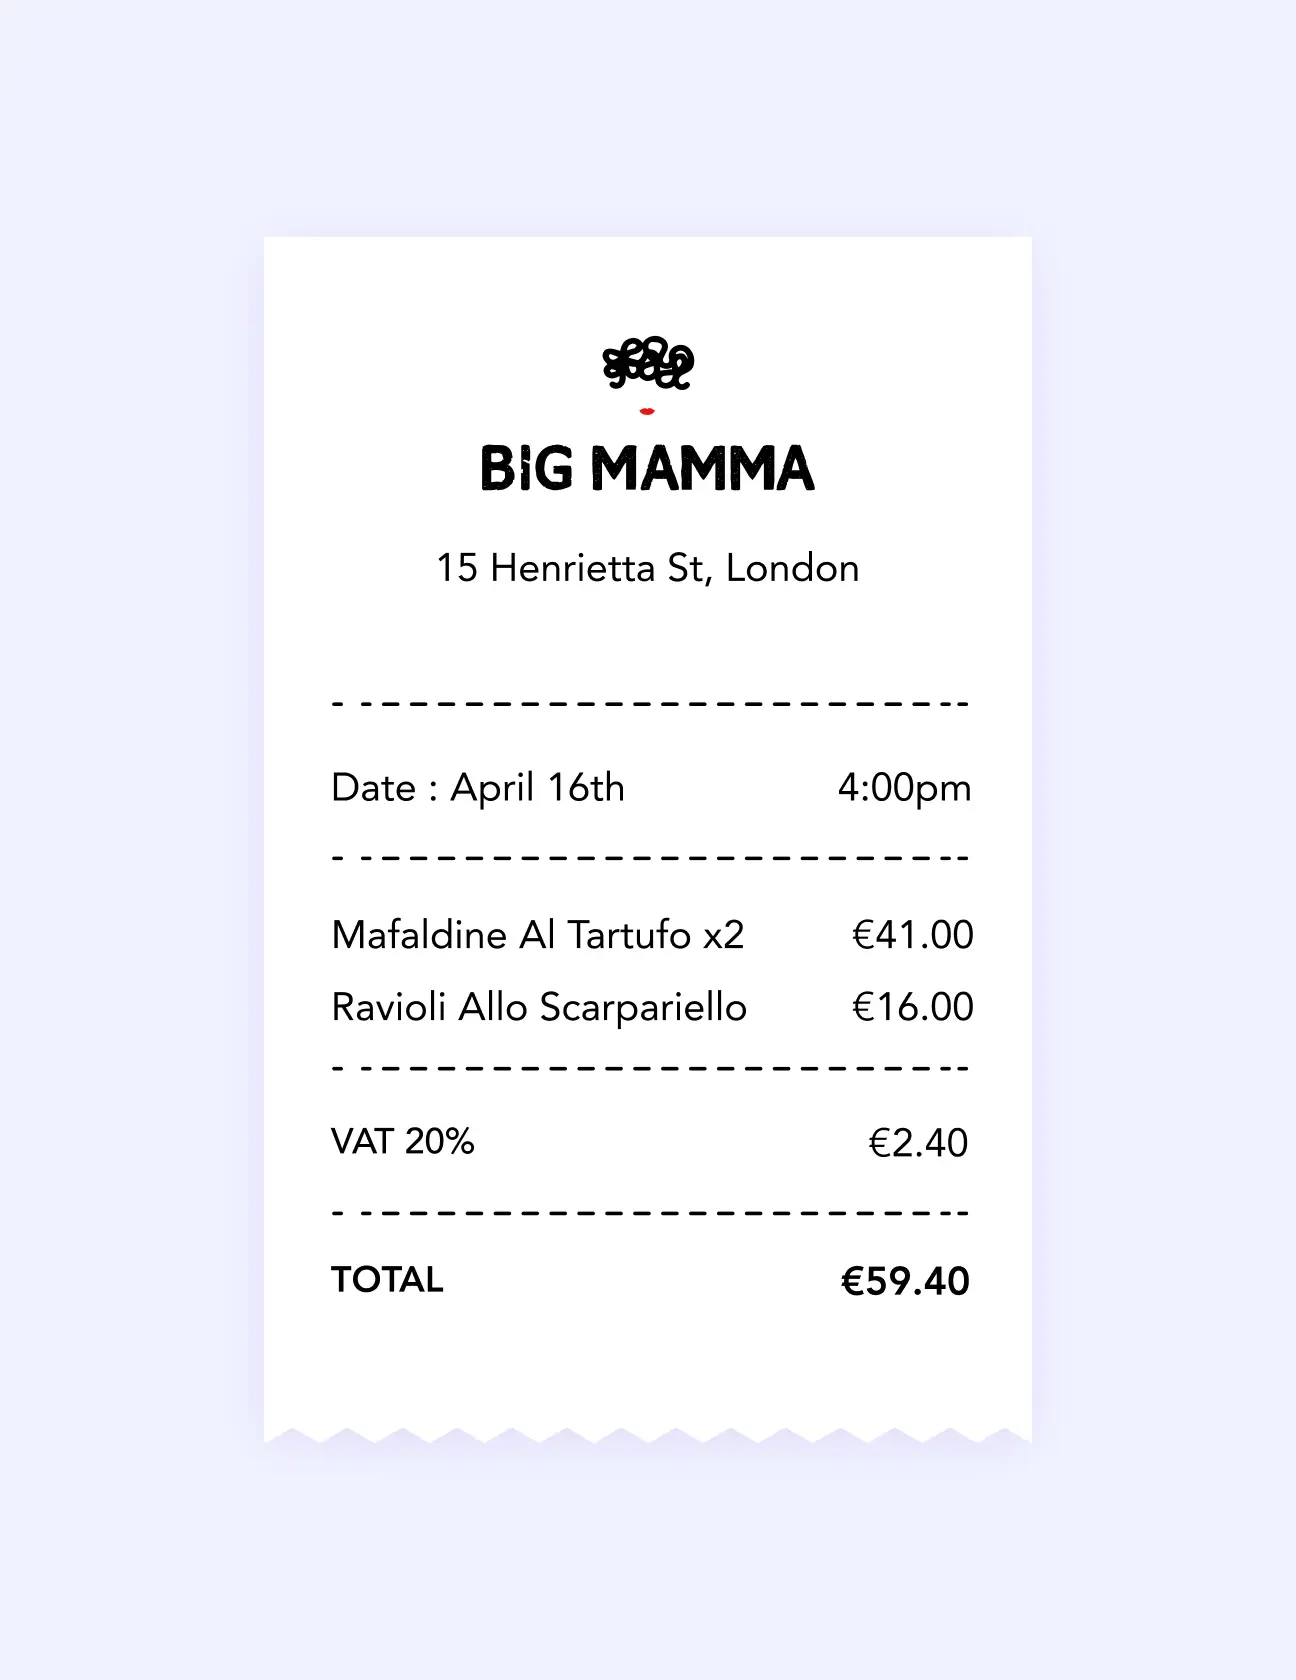 BIG MAMMA
15 Henrietta St, London
Date : April 16th 4:00pm
Mafaldine Al Tartufo x2 €41.00
Ravioli Allo Scarpariello €16.00
VAT 20% €2.40
TOTAL €59.40